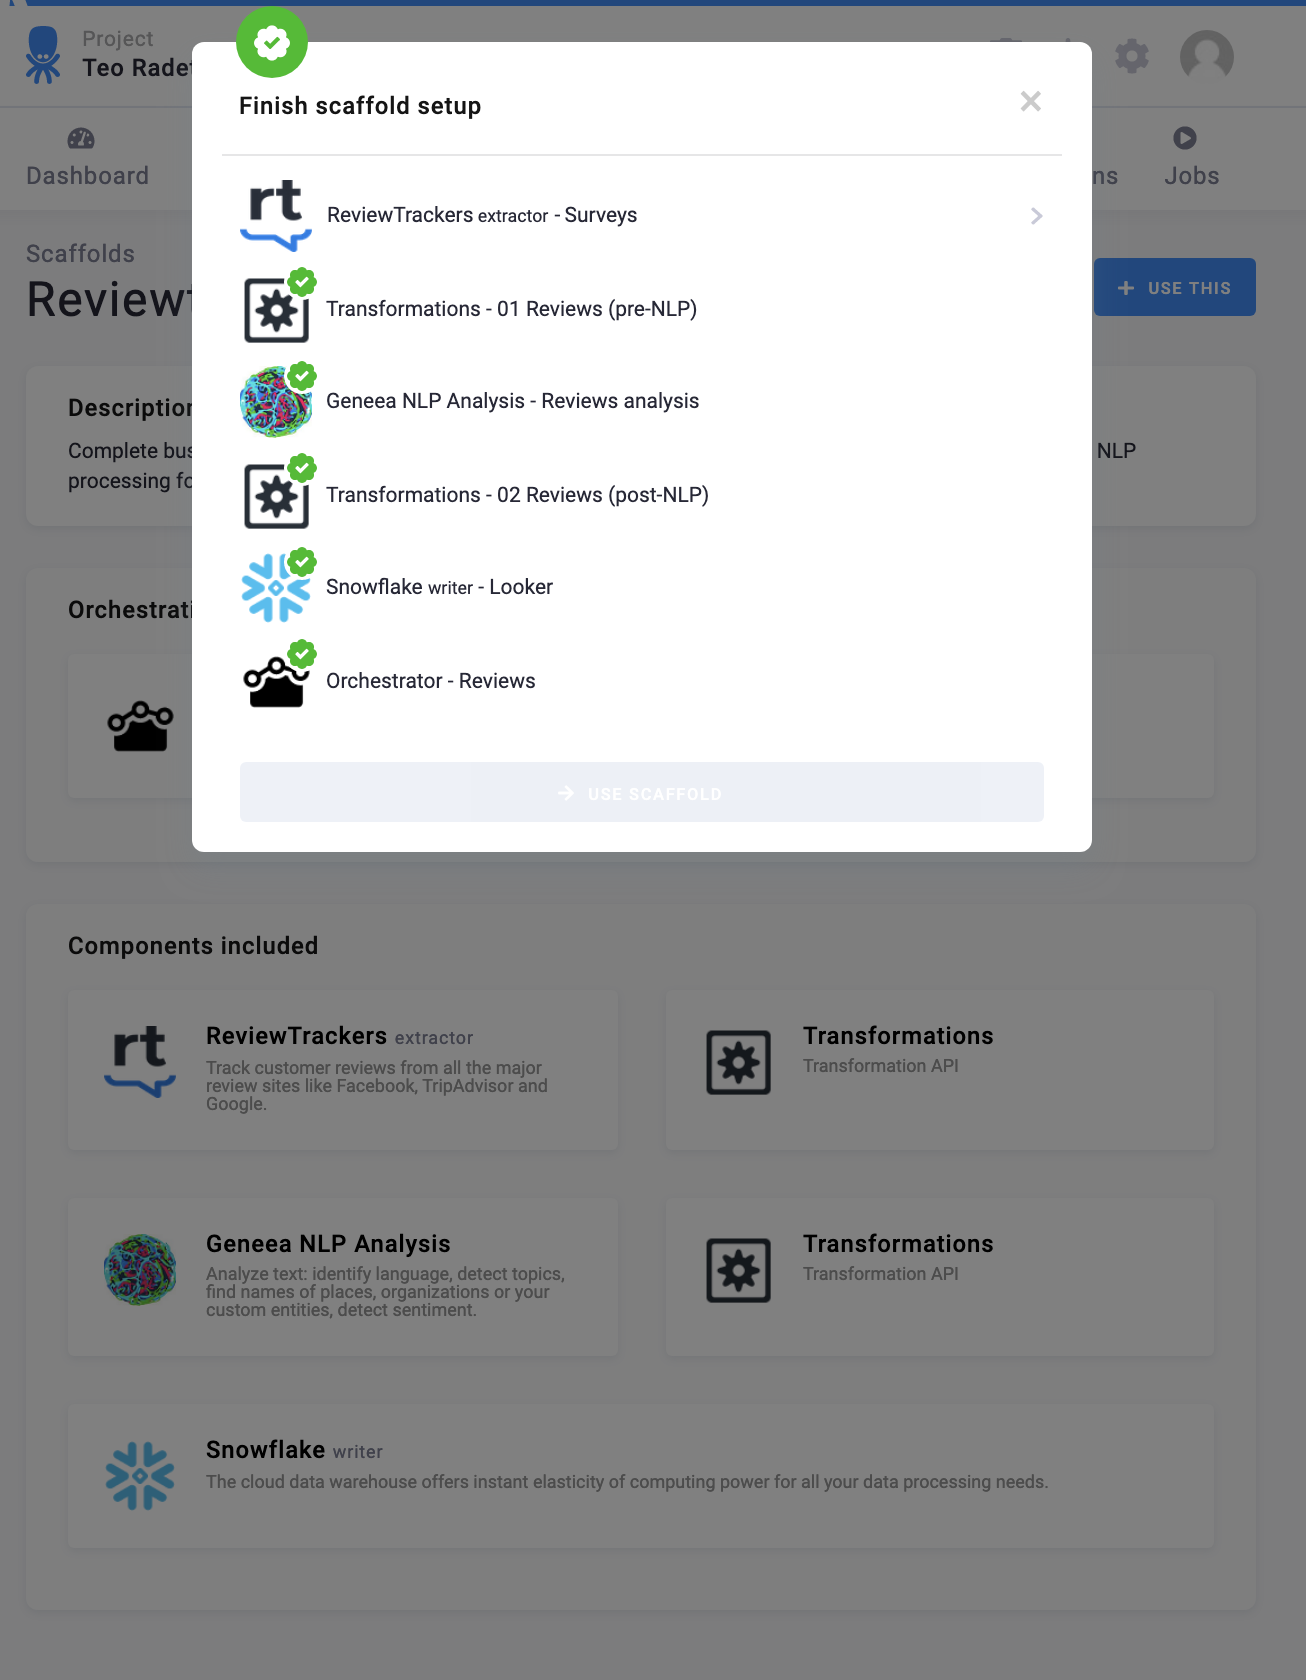 Project
Teo Radet
Finish scaffold setup
Dashboard
ns
Jobs
Scaffolds
Reviewt
USE THIS
rt
ReviewTrackers extractor - Surveys
Transformations - 01 Reviews (pre-NLP)
Geneea NLP Analysis - Reviews analysis
Transformations - 02 Reviews (post-NLP)
Snowflake writer - Looker
Orchestrator - Reviews
USE SCAFFOLD
Description
Complete bus
NLP
processing fo
Orchestrati
Components included
rt
ReviewTrackers extractor
Track customer reviews from all the major
review sites like Facebook, TripAdvisor and
Google.
Transformations
Transformation API
Geneea NLP Analysis
Analyze text: identify language, detect topics,
find names of places, organizations or your
custom entities, detect sentiment.
Transformations
Transformation API
Snowflake writer
The cloud data warehouse offers instant elasticity of computing power for all your data processing needs.